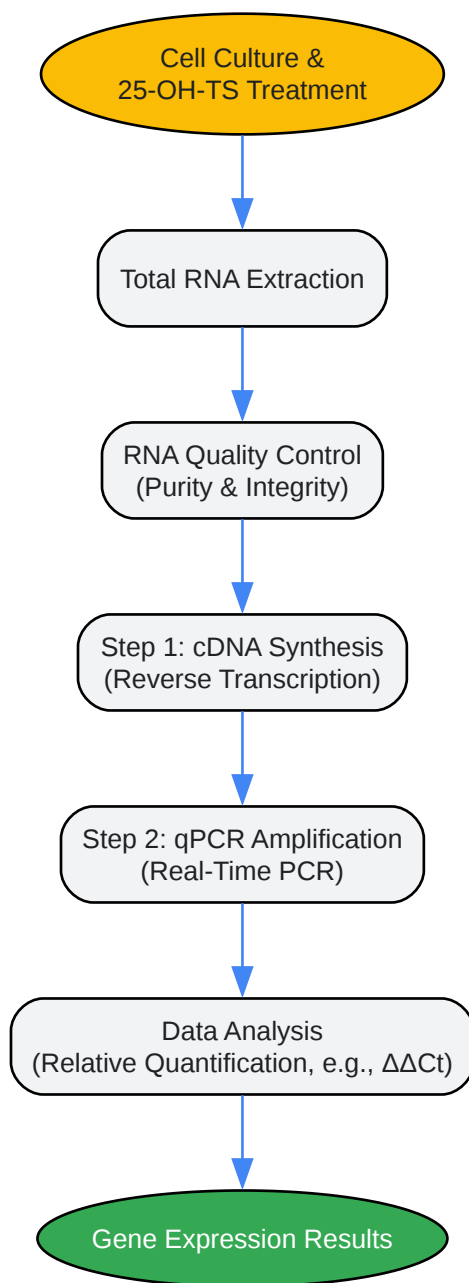 Cell Culture &
25-OH-TS Treatment
Total RNA Extraction
RNA Quality Control
(Purity & Integrity)
Step 1: cDNA Synthesis
(Reverse Transcription)
Step 2: qPCR Amplification
(Real-Time PCR)
Data Analysis
(Relative Quantification, e.g., ΔΔCt)
Gene Expression Results